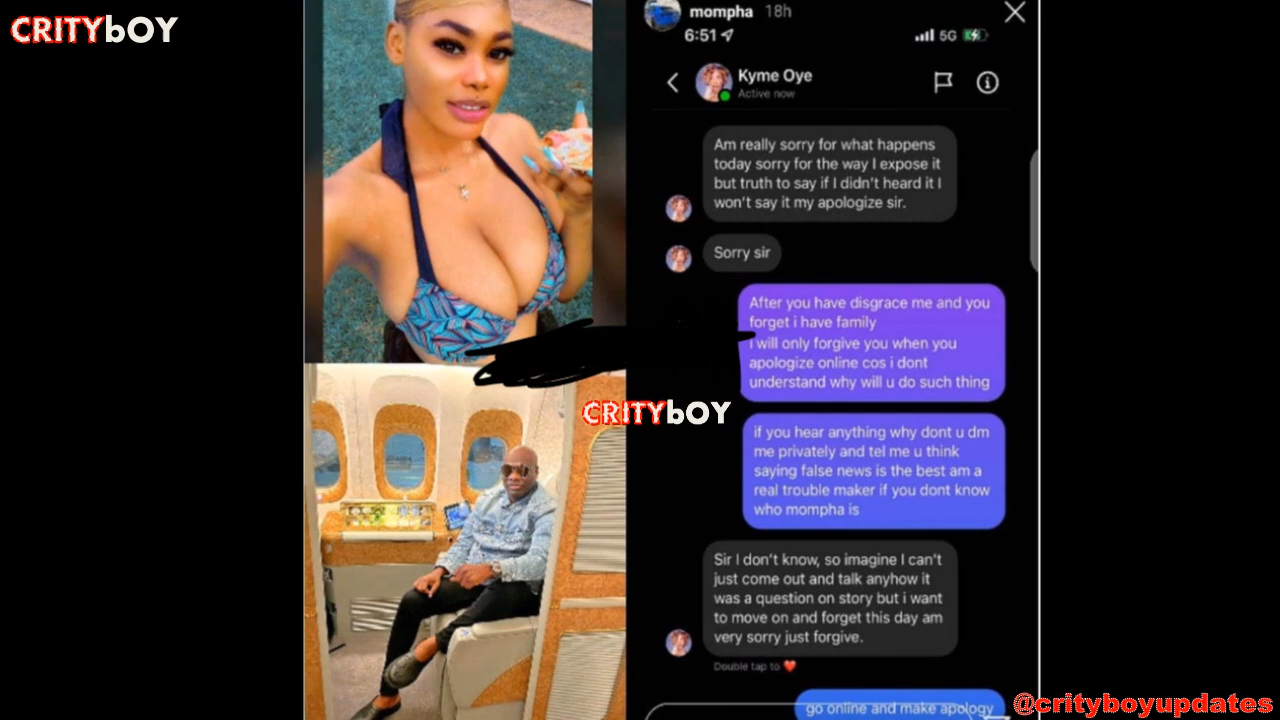 CRITYbOY
mompha 18h
6:51
5G
Kyme Oye
Active now
Am really sorry for what happens
today sorry for the way I expose it
but truth to say if I didn't heard it I
won't say it my apologize sir.
Sorry sir
After you have disgrace me and you
forget i have family
I will only forgive you when you
apologize online cos i dont
understand why will u do such thing
CRITYbOY
if you hear anything why dont u dm
me privately and tel me u think
saying false news is the best am a
real trouble maker if you dont know
who mompha is
Sir I don't know, so imagine I can't
just come out and talk anyhow it
was a question on story but i want
to move on and forget this day am
very sorry just forgive.
Double tap to ❤️
go online and make apology
@crityboyupdates